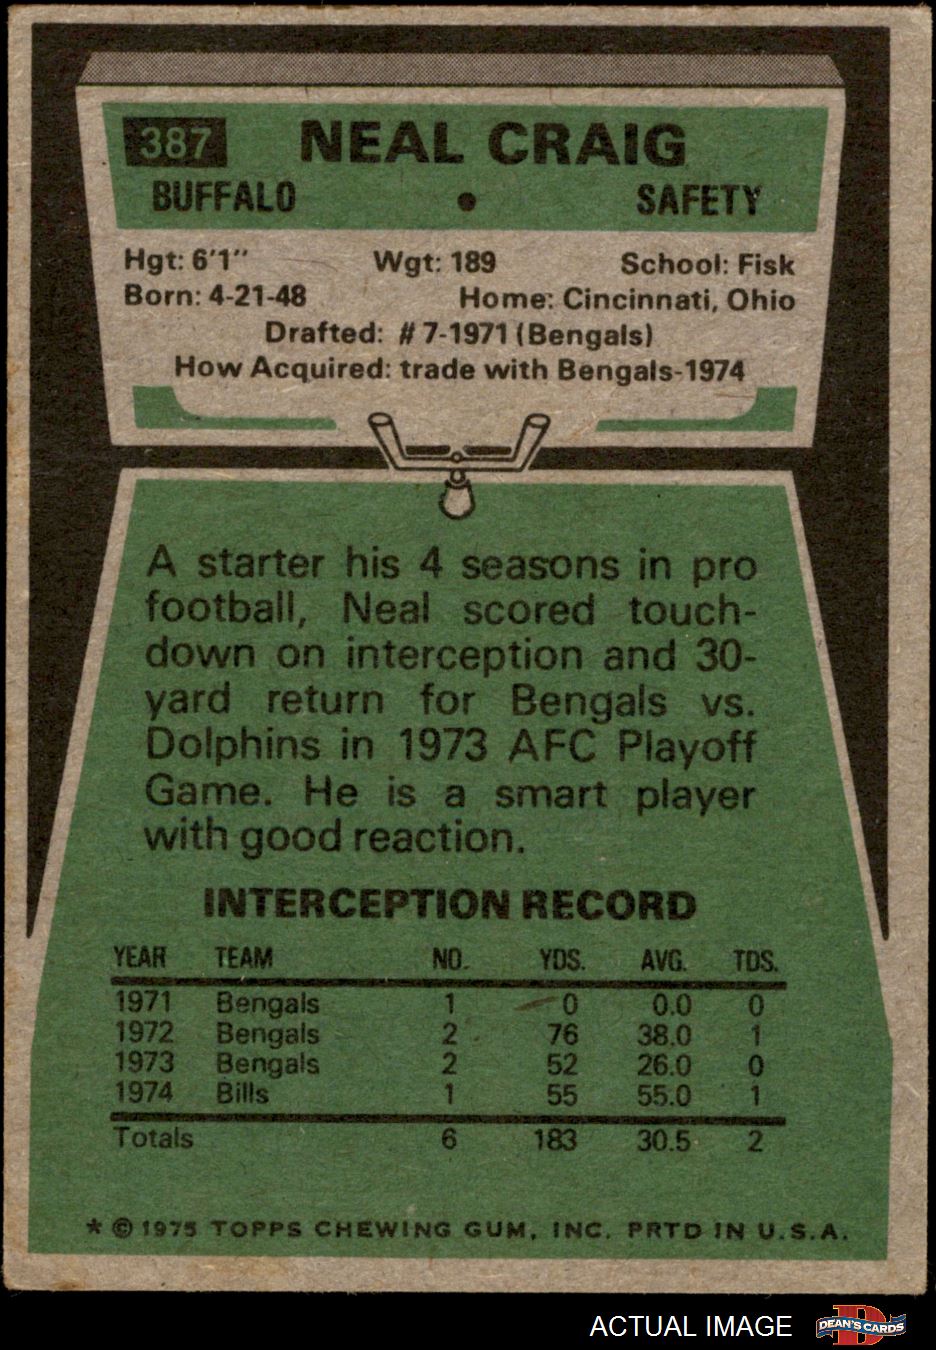 387 NEAL CRAIG
BUFFALO • SAFETY
Hgt: 6'1" Wgt: 189 School: Fisk
Born: 4-21-48 Home: Cincinnati, Ohio
Drafted: #7-1971 (Bengals)
How Acquired: trade with Bengals-1974
A starter his 4 seasons in pro
football, Neal scored touch-
down on interception and 30-
yard return for Bengals vs.
Dolphins in 1973 AFC Playoff
Game. He is a smart player
with good reaction.
INTERCEPTION RECORD
YEAR TEAM NO. YDS. AVG. TDS.
1971 Bengals 1 0 0.0 0
1972 Bengals 2 76 38.0 1
1973 Bengals 2 52 26.0 0
1974 Bills 1 55 55.0 1
Totals 6 183 30.5 2
* © 1975 TOPPS CHEWING GUM, INC. PRTD IN U.S.A.
ACTUAL IMAGE DEAN'S CARDS